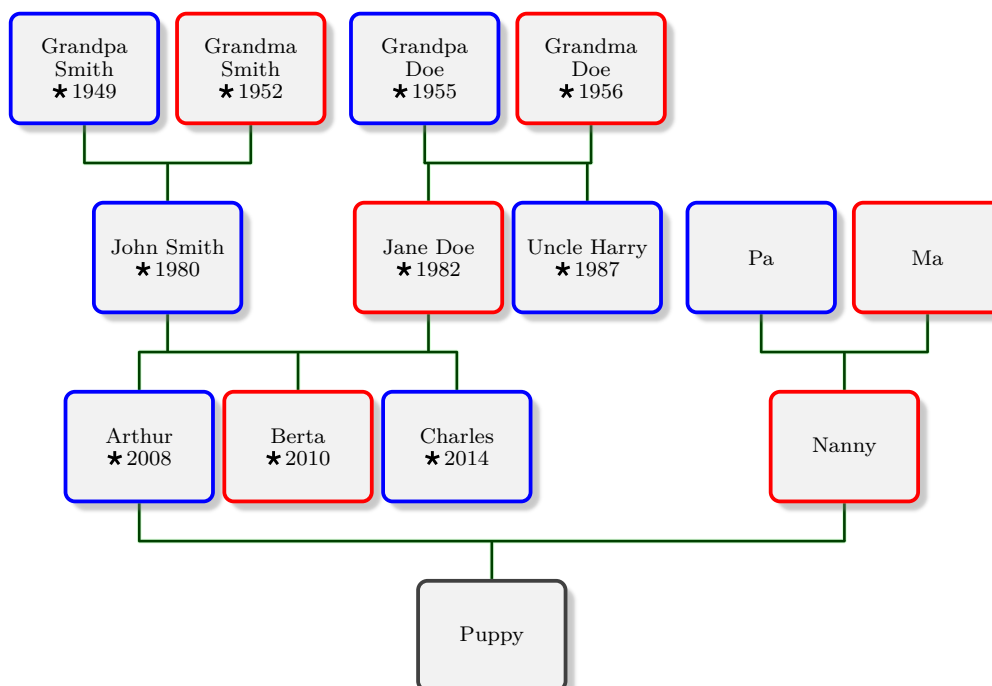 Grandpa
Smith
★1949
Grandma
Smith
★1952
Grandpa
Doe
★1955
Grandma
Doe
★1956
John Smith
★1980
Jane Doe
★1982
Uncle Harry
★1987
Pa
Ma
Arthur
★2008
Berta
★2010
Charles
★2014
Nanny
Puppy